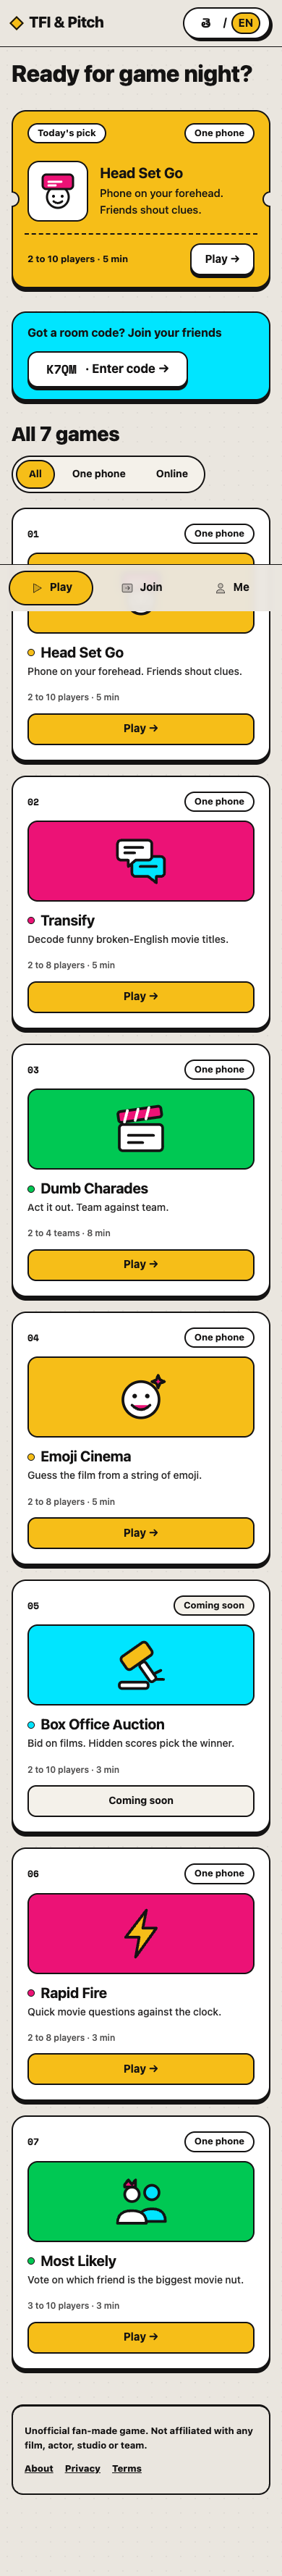 TFI & Pitch
అ / EN
Ready for game night?
Today's pick
One phone
Head Set Go
Phone on your forehead.
Friends shout clues.
2 to 10 players · 5 min
Play →
Got a room code? Join your friends
K7QM · Enter code →
All 7 games
All
One phone
Online
01
One phone
Play
Join
Me
Head Set Go
Phone on your forehead. Friends shout clues.
2 to 10 players · 5 min
Play →
02
One phone
Transify
Decode funny broken-English movie titles.
2 to 8 players · 5 min
Play →
03
One phone
Dumb Charades
Act it out. Team against team.
2 to 4 teams · 8 min
Play →
04
One phone
Emoji Cinema
Guess the film from a string of emoji.
2 to 8 players · 5 min
Play →
05
Coming soon
Box Office Auction
Bid on films. Hidden scores pick the winner.
2 to 10 players · 3 min
Coming soon
06
One phone
Rapid Fire
Quick movie questions against the clock.
2 to 8 players · 3 min
Play →
07
One phone
Most Likely
Vote on which friend is the biggest movie nut.
3 to 10 players · 3 min
Play →
Unofficial fan-made game. Not affiliated with any
film, actor, studio or team.
About Privacy Terms